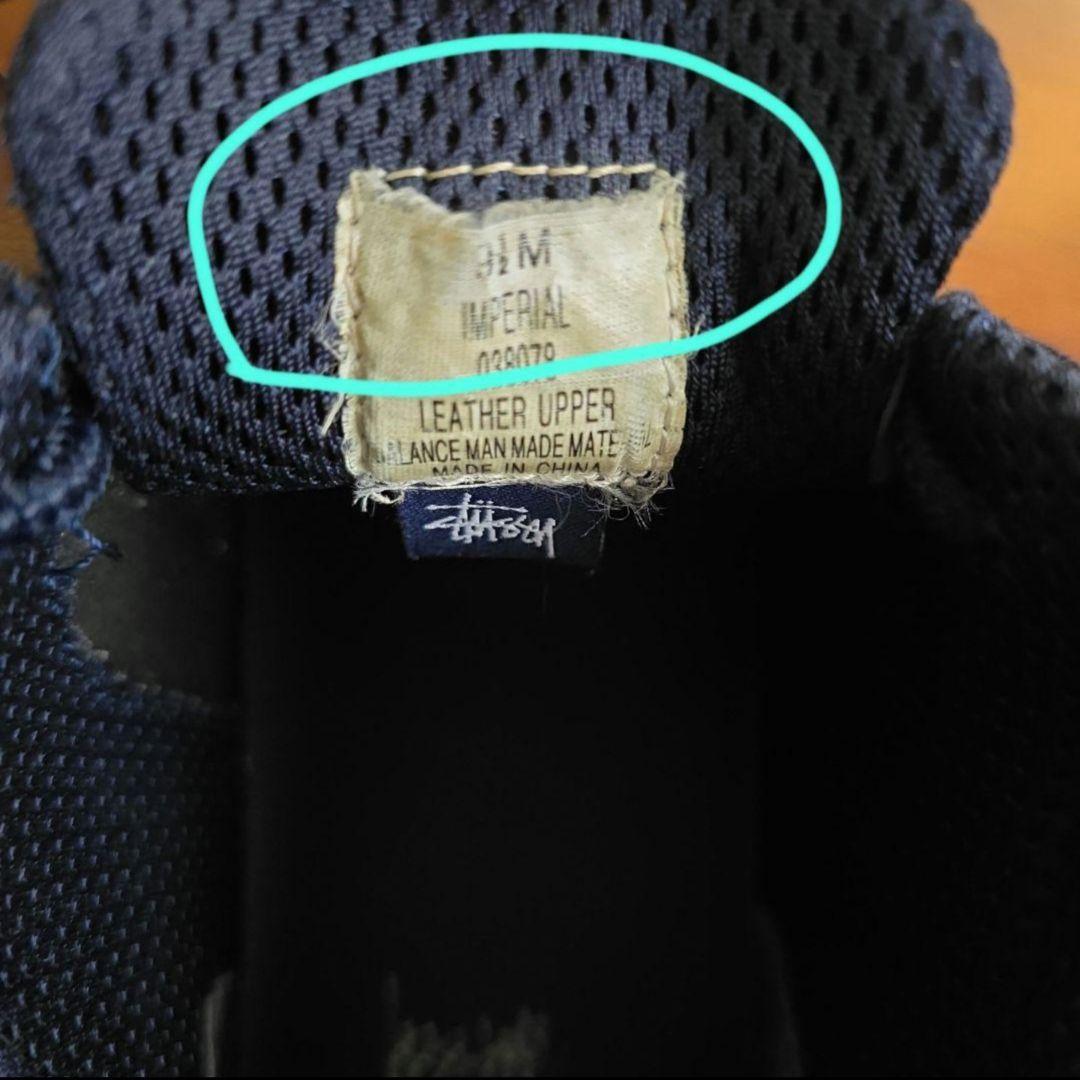 9½ M
IMPERIAL
038078
LEATHER UPPER
BALANCE MAN MADE MATE
MADE IN CHINA
STÜSSY